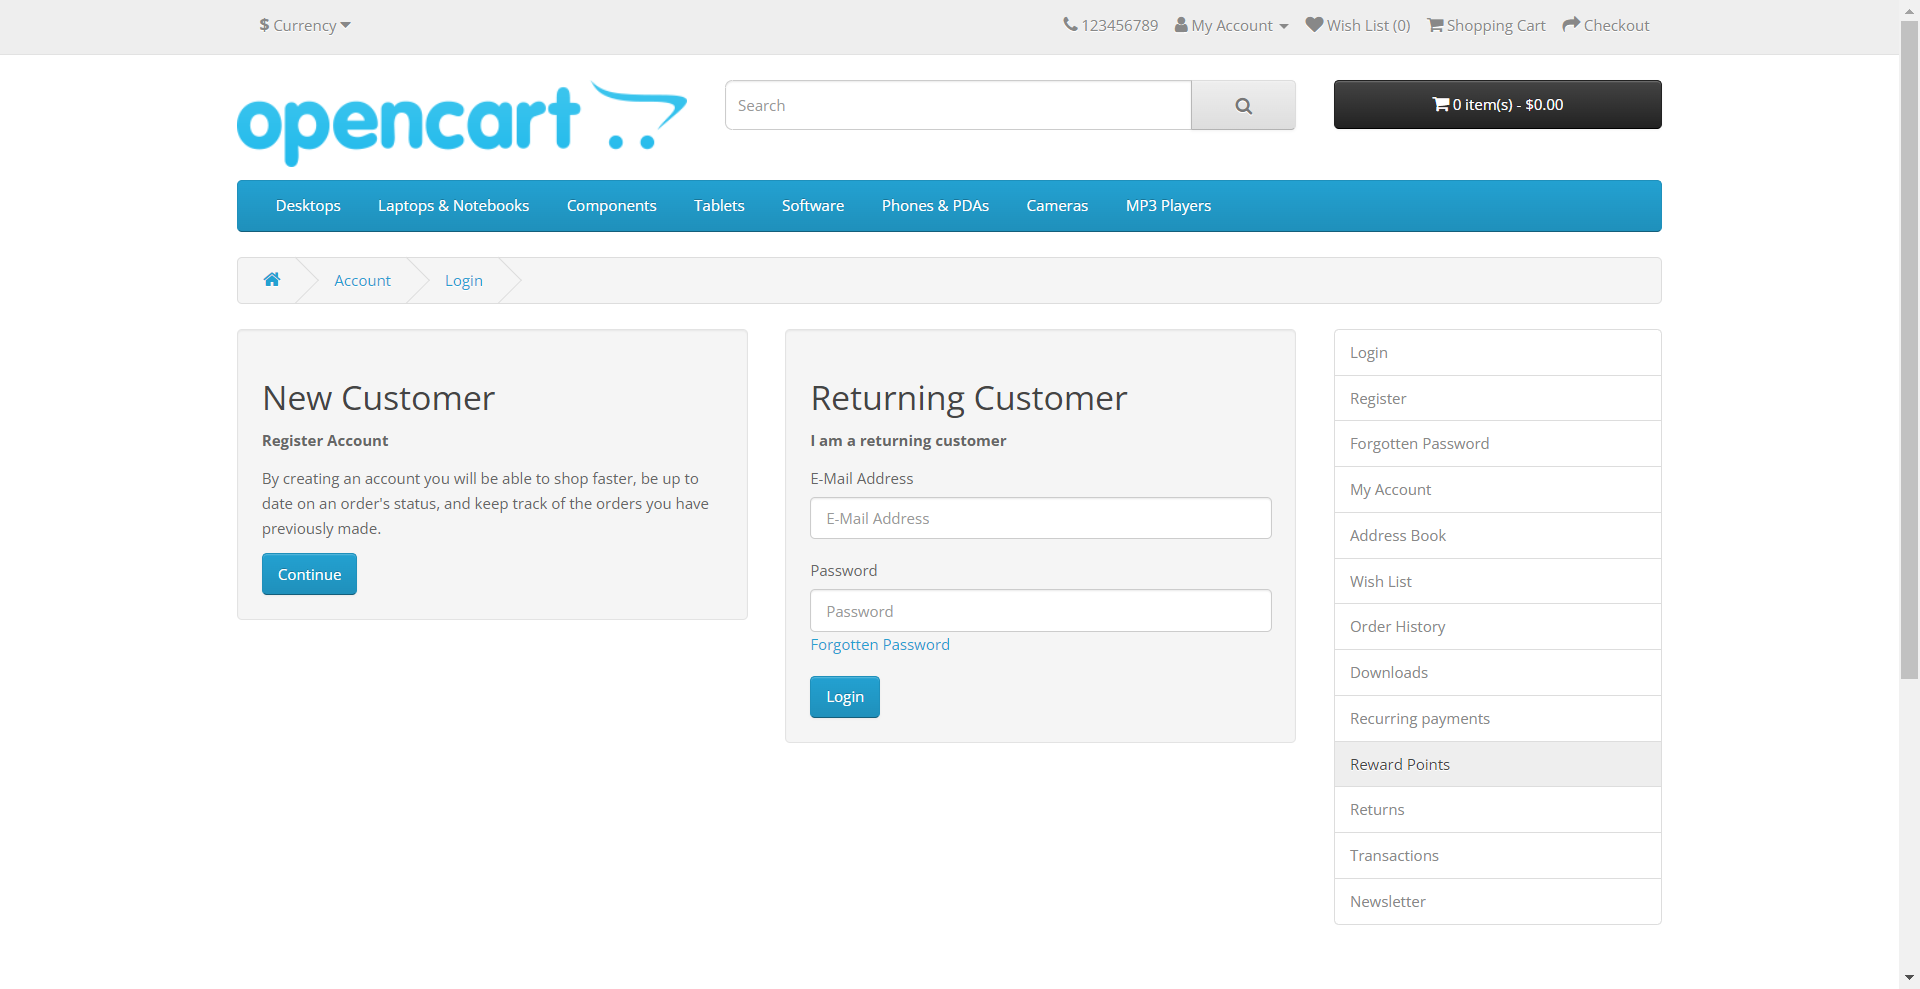 $ Currency
123456789 My Account Wish List (0) Shopping Cart Checkout
opencart
Search
0 item(s) - $0.00
Desktops Laptops & Notebooks Components Tablets Software Phones & PDAs Cameras MP3 Players
Account Login
New Customer
Register Account
By creating an account you will be able to shop faster, be up to
date on an order's status, and keep track of the orders you have
previously made.
Continue
Returning Customer
I am a returning customer
E-Mail Address
E-Mail Address
Password
Password
Forgotten Password
Login
Login
Register
Forgotten Password
My Account
Address Book
Wish List
Order History
Downloads
Recurring payments
Reward Points
Returns
Transactions
Newsletter